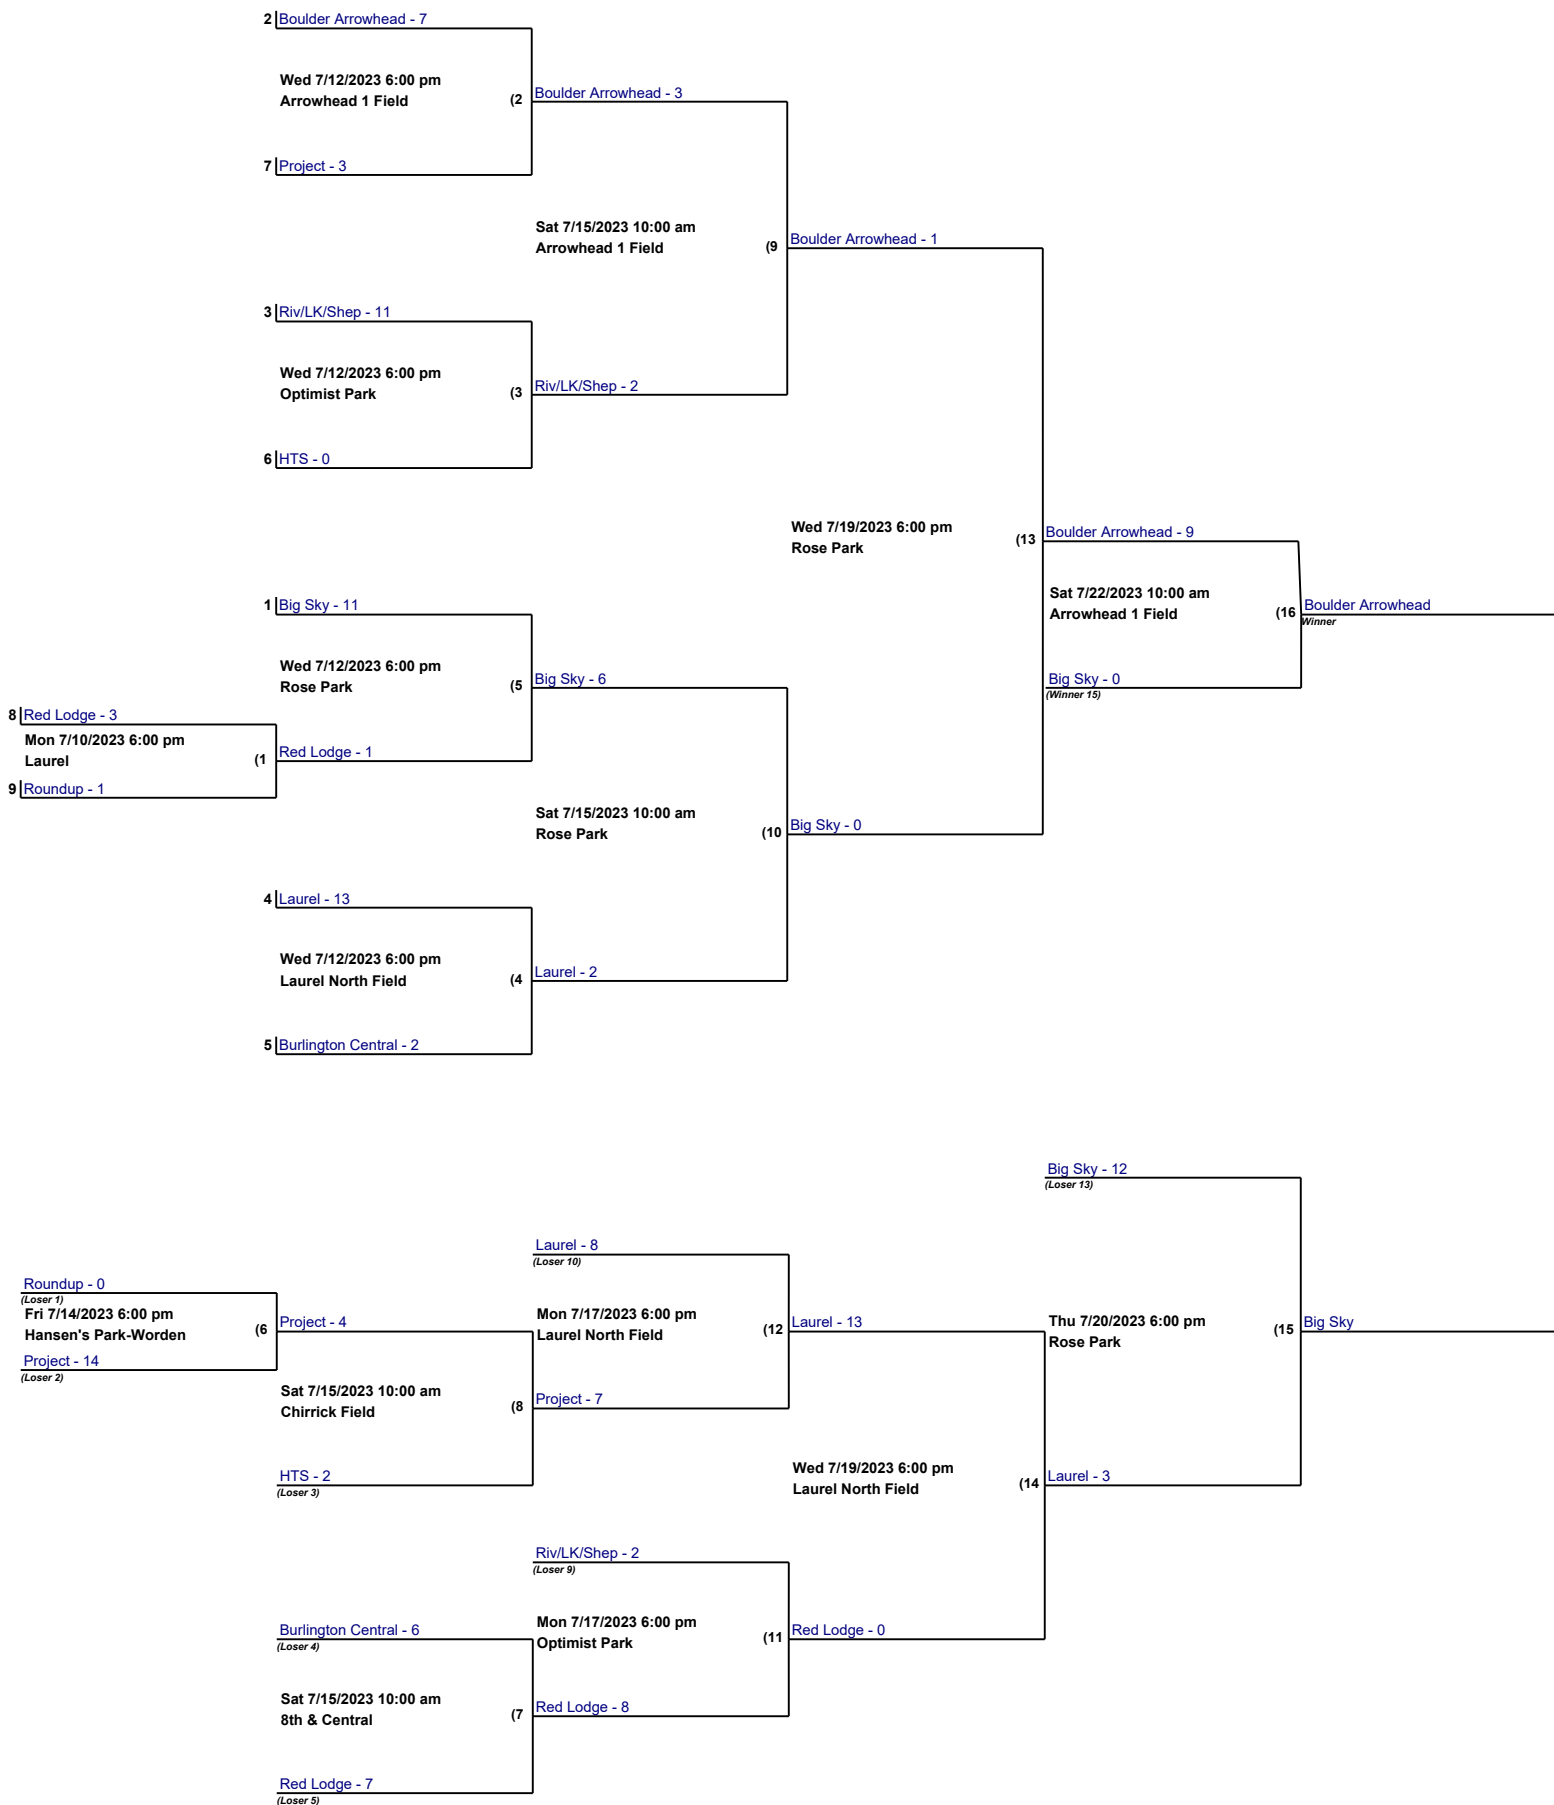 2 Boulder Arrowhead - 7
Wed 7/12/2023 6:00 pm
Arrowhead 1 Field
(2
Boulder Arrowhead - 3
7 Project - 3
Sat 7/15/2023 10:00 am
Arrowhead 1 Field
(9
Boulder Arrowhead - 1
3 Riv/LK/Shep - 11
Wed 7/12/2023 6:00 pm
Optimist Park
(3
Riv/LK/Shep - 2
6 HTS - 0
Wed 7/19/2023 6:00 pm
Rose Park
(13
Boulder Arrowhead - 9
Sat 7/22/2023 10:00 am
Arrowhead 1 Field
(16
Boulder Arrowhead
Winner
1 Big Sky - 11
Wed 7/12/2023 6:00 pm
Rose Park
(5
Big Sky - 6
Big Sky - 0
(Winner 15)
8 Red Lodge - 3
Mon 7/10/2023 6:00 pm
Laurel
(1
Red Lodge - 1
9 Roundup - 1
Sat 7/15/2023 10:00 am
Rose Park
(10
Big Sky - 0
4 Laurel - 13
Wed 7/12/2023 6:00 pm
Laurel North Field
(4
Laurel - 2
5 Burlington Central - 2
Big Sky - 12
(Loser 13)
Laurel - 8
(Loser 10)
Roundup - 0
(Loser 1)
Fri 7/14/2023 6:00 pm
Hansen's Park-Worden
(6
Project - 4
Mon 7/17/2023 6:00 pm
Laurel North Field
(12
Laurel - 13
Thu 7/20/2023 6:00 pm
Rose Park
(15
Big Sky
Project - 14
(Loser 2)
Sat 7/15/2023 10:00 am
Chirrick Field
(8
Project - 7
HTS - 2
(Loser 3)
Wed 7/19/2023 6:00 pm
Laurel North Field
(14
Laurel - 3
Riv/LK/Shep - 2
(Loser 9)
Burlington Central - 6
(Loser 4)
Mon 7/17/2023 6:00 pm
Optimist Park
(11
Red Lodge - 0
Sat 7/15/2023 10:00 am
8th & Central
(7
Red Lodge - 8
Red Lodge - 7
(Loser 5)